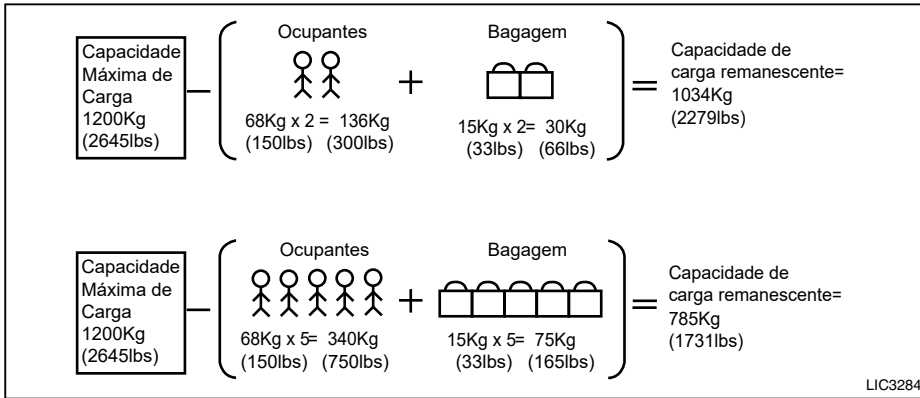 Capacidade
Máxima de
Carga
1200Kg
(2645lbs)
Ocupantes
68Kg x 2 = 136Kg
(150lbs) (300lbs)
Bagagem
15Kg x 2= 30Kg
(33lbs) (66lbs)
Capacidade de
carga remanescente=
1034Kg
(2279lbs)
Capacidade
Máxima de
Carga
1200Kg
(2645lbs)
Ocupantes
68Kg x 5= 340Kg
(150lbs) (750lbs)
Bagagem
15Kg x 5= 75Kg
(33lbs) (165lbs)
Capacidade de
carga remanescente=
785Kg
(1731lbs)
LIC3284